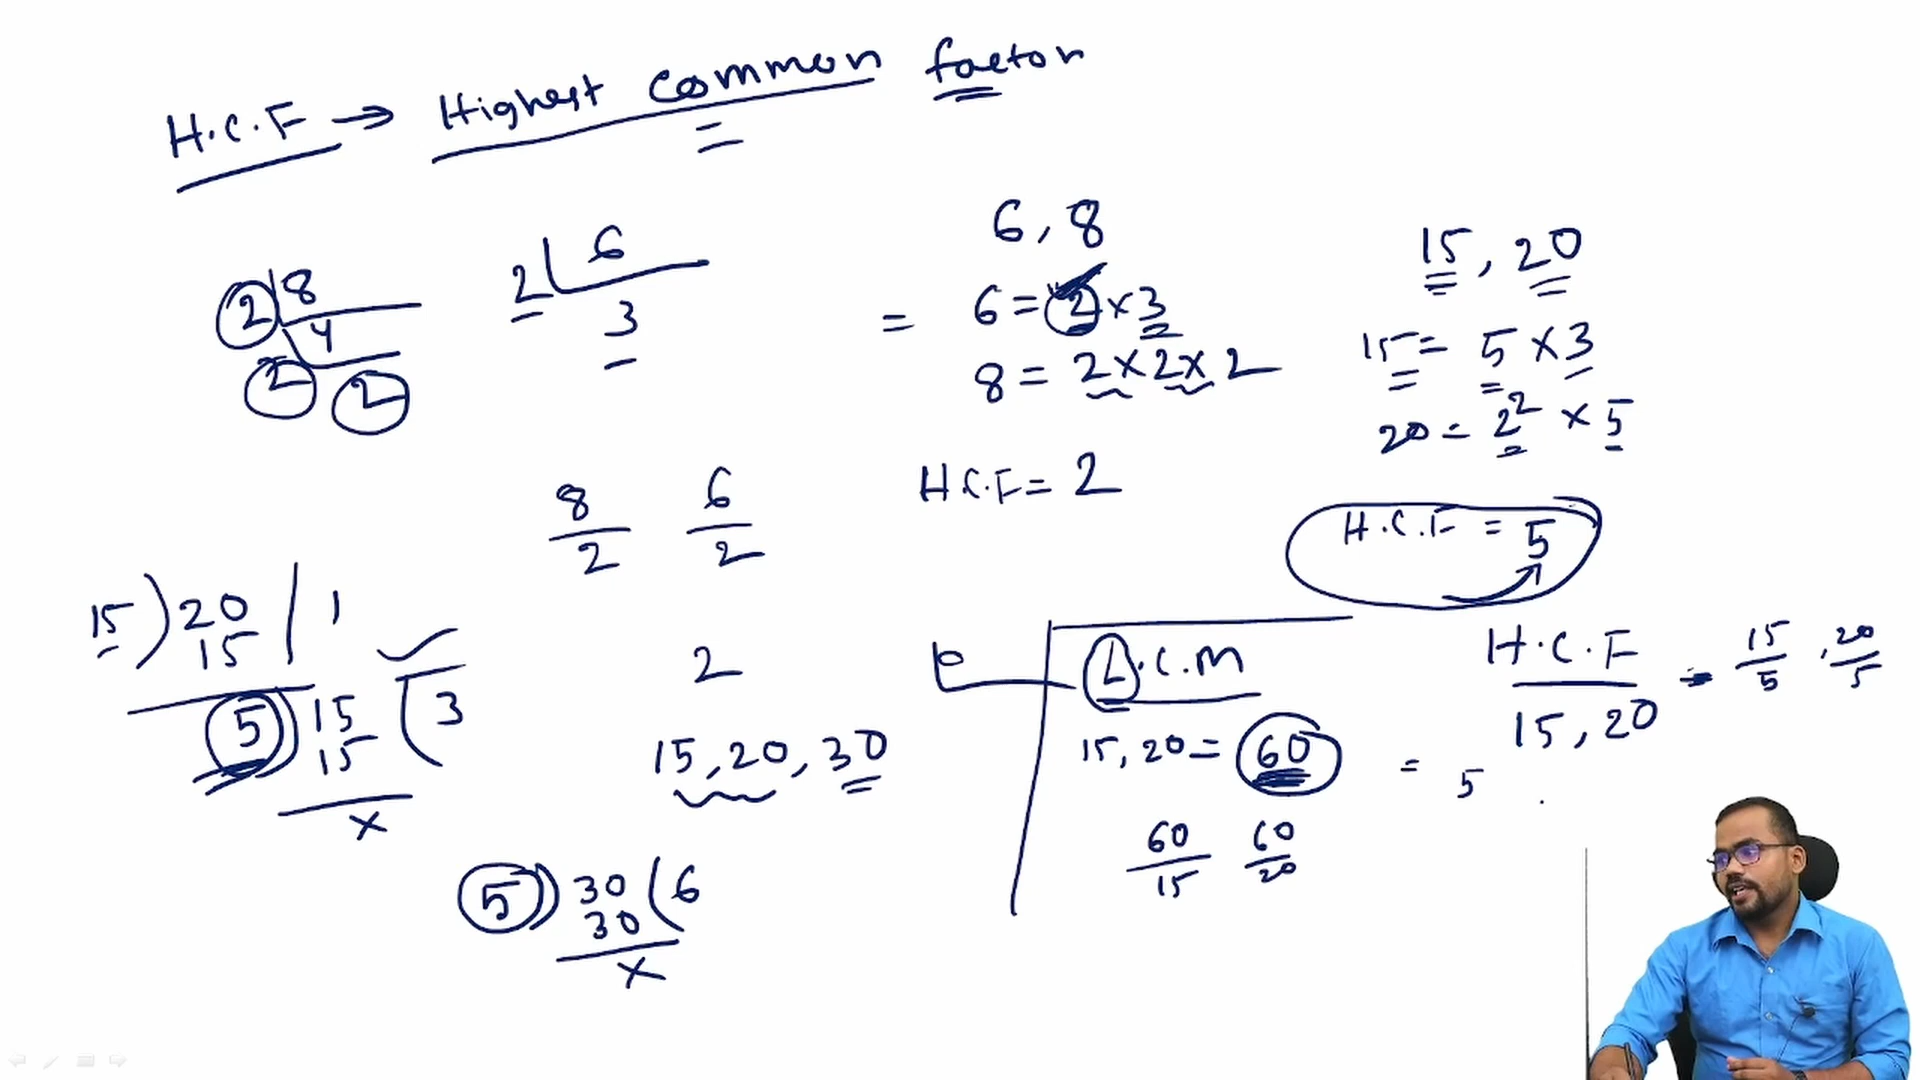 H.C.F → Highest common factor
2 8
4
2 2
2 6
3
=
6, 8
6 = 2 × 3
8 = 2 × 2 × 2
H.C.F = 2
15, 20
15 = 5 × 3
20 = 2² × 5
H.C.F = 5
8/2 6/2
15) 20 | 1
15
5) 15 ( 3
15
×
2
15, 20, 30
5) 30 ( 6
30
×
L.C.M
15, 20 = 60
60/15 60/20
H.C.F
15, 20
= 15/5 , 20/5
= 5